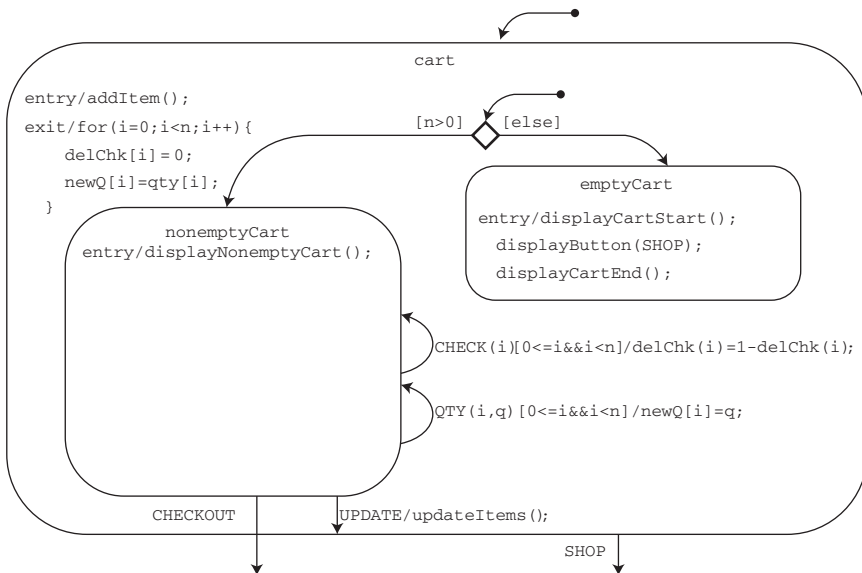 cart
entry/addItem();
exit/for(i=0;i<n;i++){
delChk[i]=0;
newQ[i]=qty[i];
}
[n>0]
[else]
emptyCart
entry/displayCartStart();
displayButton(SHOP);
displayCartEnd();
nonemptyCart
entry/displayNonemptyCart();
CHECK(i)[0<=i&&i<n]/delChk(i)=1-delChk(i);
QTY(i,q)[0<=i&&i<n]/newQ[i]=q;
CHECKOUT
UPDATE/updateItems();
SHOP